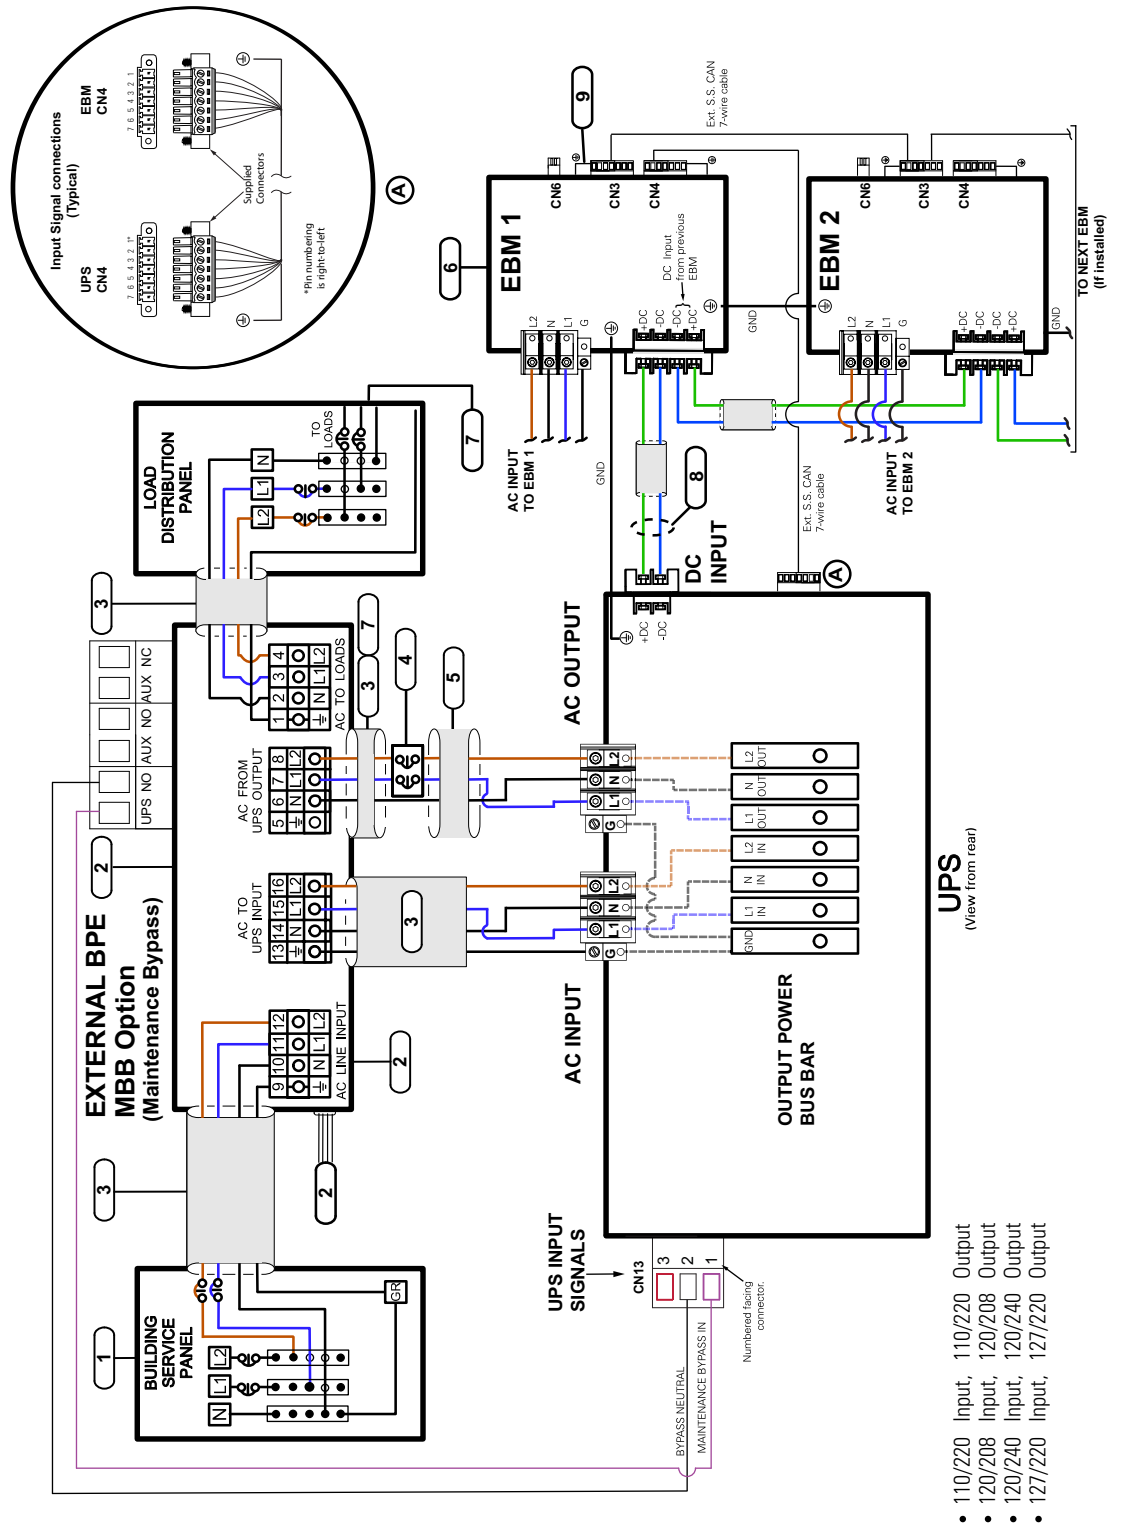 1
BUILDING
SERVICE
PANEL
N
L1
L2
GR
3
2
EXTERNAL BPE
MBB Option
(Maintenance Bypass)
UPS NO
AUX NO
AUX NC
9 10 11 12
N L1 L2
AC LINE INPUT
2
2
AC TO
UPS INPUT
13 14 15 16
N L1 L2
AC FROM
UPS OUTPUT
5 6 7 8
N L1 L2
1 2 3 4
N L1 L2
AC TO LOADS
3
LOAD
DISTRIBUTION
PANEL
L2
L1
N
TO
LOADS
7
3
3
7
4
5
Input Signal connections
(Typical)
UPS
CN4
7 6 5 4 3 2 1*
EBM
CN4
7 6 5 4 3 2 1
Supplied
Connectors
*Pin numbering
is right-to-left
A
6
EBM 1
CN6
CN3
CN4
9
L2
N
L1
G
AC INPUT
TO EBM 1
+DC
-DC
-DC
+DC
DC Input
from previous
EBM
Ext. S.S. CAN
7-wire cable
GND
GND
EBM 2
CN6
CN3
CN4
L2
N
L1
G
AC INPUT
TO EBM 2
+DC
-DC
-DC
+DC
GND
TO NEXT EBM
(If installed)
Ext. S.S. CAN
7-wire cable
8
DC
INPUT
+DC
-DC
A
AC OUTPUT
G L1 N L2
AC INPUT
G L1 N L2
GND
L1
IN
N
IN
L2
IN
L1
OUT
N
OUT
L2
OUT
OUTPUT POWER
BUS BAR
UPS
(View from rear)
UPS INPUT
SIGNALS
CN13
3
2
1
Numbered facing
connector.
BYPASS NEUTRAL
MAINTENANCE BYPASS IN
• 110/220 Input, 110/220 Output
• 120/208 Input, 120/208 Output
• 120/240 Input, 120/240 Output
• 127/220 Input, 127/220 Output